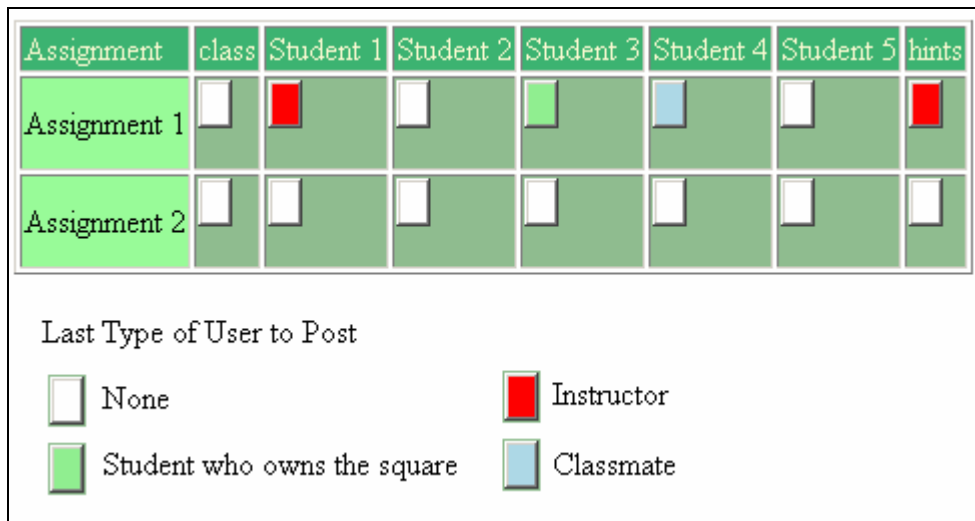 Assignment class Student 1 Student 2 Student 3 Student 4 Student 5 hints
Assignment 1
Assignment 2
Last Type of User to Post
None Instructor
Student who owns the square Classmate